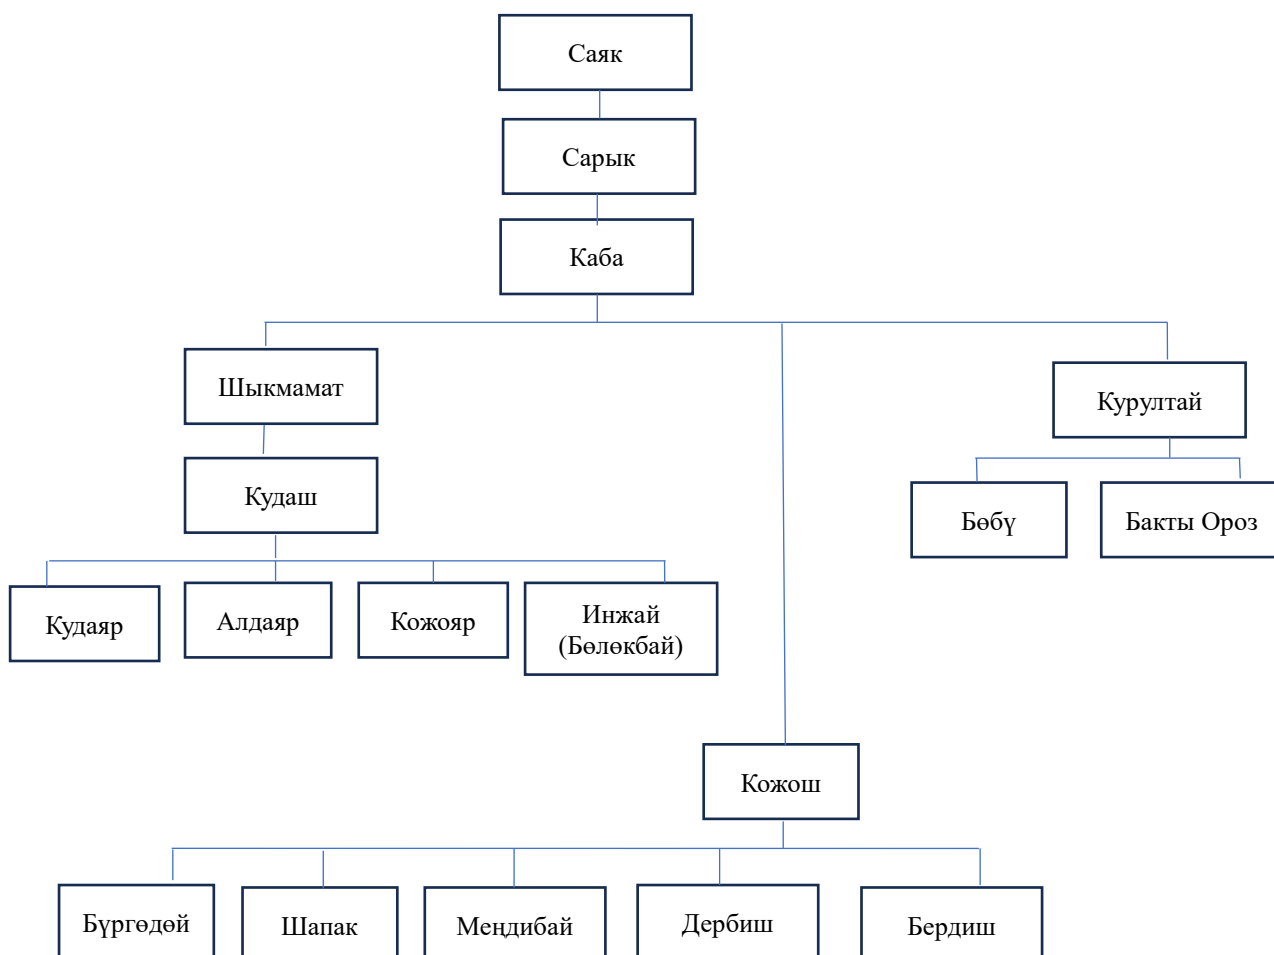 Саяк
Сарык
Каба
Шыкмамат
Курултай
Кудаш
Бөбү
Бакты Ороз
Кудаяр
Алдаяр
Кожояр
Инжай
(Бөлөкбай)
Кожош
Бүргөдөй
Шапак
Меңдибай
Дербиш
Бердиш